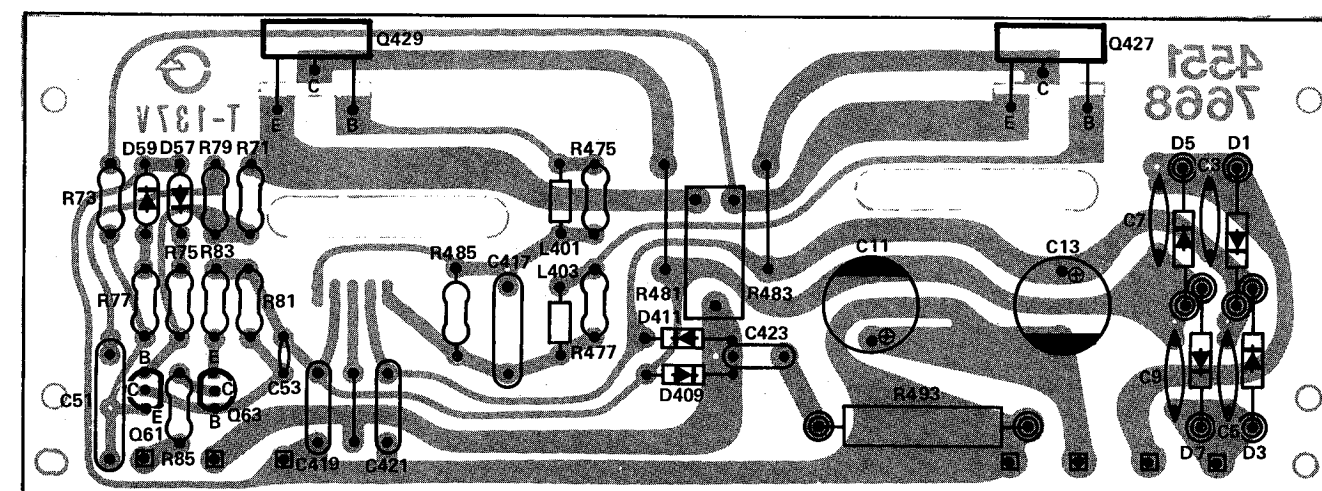 Q429
Q427
C
C
4551
7668
T-137V
E
B
E
B
D59 D57 R79 R71
R475
D5
D1
R73
C3
C7
R75 R83
L401
R485
C417
L403
C11
C13
R77
R81
R481
R483
D411
C423
R477
B
E
C
C
C53
D409
C9
C51
E
B
Q63
R493
Q61
R85
C419
C421
C5
D7
D3